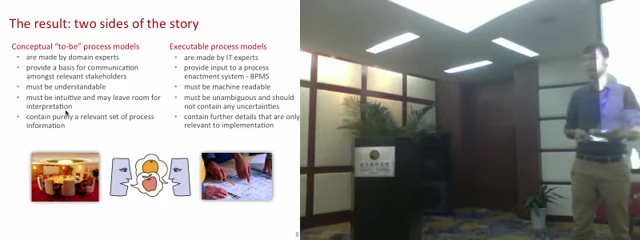 The result: two sides of the story
Conceptual "to-be" process models
• are made by domain experts
• provide a basis for communication
amongst relevant stakeholders
• must be understandable
• must be intuitive and may leave room for
interpretation
• contain purely a relevant set of process
information
Executable process models
• are made by IT experts
• provide input to a process
enactment system - BPMS
• must be machine readable
• must be unambiguous and should
not contain any uncertainties
• contain further details that are only
relevant to implementation